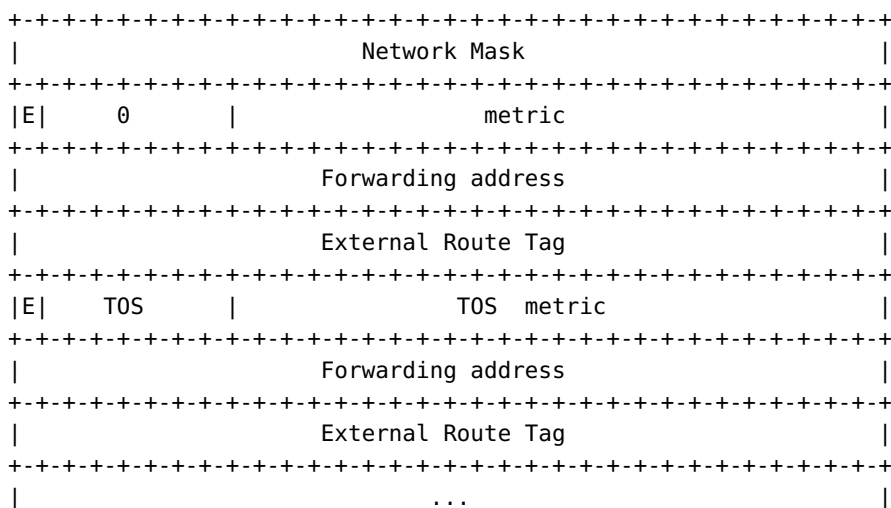 +-+-+-+-+-+-+-+-+-+-+-+-+-+-+-+-+-+-+-+-+-+-+-+-+-+-+-+-+-+-+-+-+
|                         Network Mask                          |
+-+-+-+-+-+-+-+-+-+-+-+-+-+-+-+-+-+-+-+-+-+-+-+-+-+-+-+-+-+-+-+-+
|E|     0       |                  metric                       |
+-+-+-+-+-+-+-+-+-+-+-+-+-+-+-+-+-+-+-+-+-+-+-+-+-+-+-+-+-+-+-+-+
|                      Forwarding address                       |
+-+-+-+-+-+-+-+-+-+-+-+-+-+-+-+-+-+-+-+-+-+-+-+-+-+-+-+-+-+-+-+-+
|                      External Route Tag                       |
+-+-+-+-+-+-+-+-+-+-+-+-+-+-+-+-+-+-+-+-+-+-+-+-+-+-+-+-+-+-+-+-+
|E|    TOS      |                TOS  metric                    |
+-+-+-+-+-+-+-+-+-+-+-+-+-+-+-+-+-+-+-+-+-+-+-+-+-+-+-+-+-+-+-+-+
|                      Forwarding address                       |
+-+-+-+-+-+-+-+-+-+-+-+-+-+-+-+-+-+-+-+-+-+-+-+-+-+-+-+-+-+-+-+-+
|                      External Route Tag                       |
+-+-+-+-+-+-+-+-+-+-+-+-+-+-+-+-+-+-+-+-+-+-+-+-+-+-+-+-+-+-+-+-+
|                              ...                              |